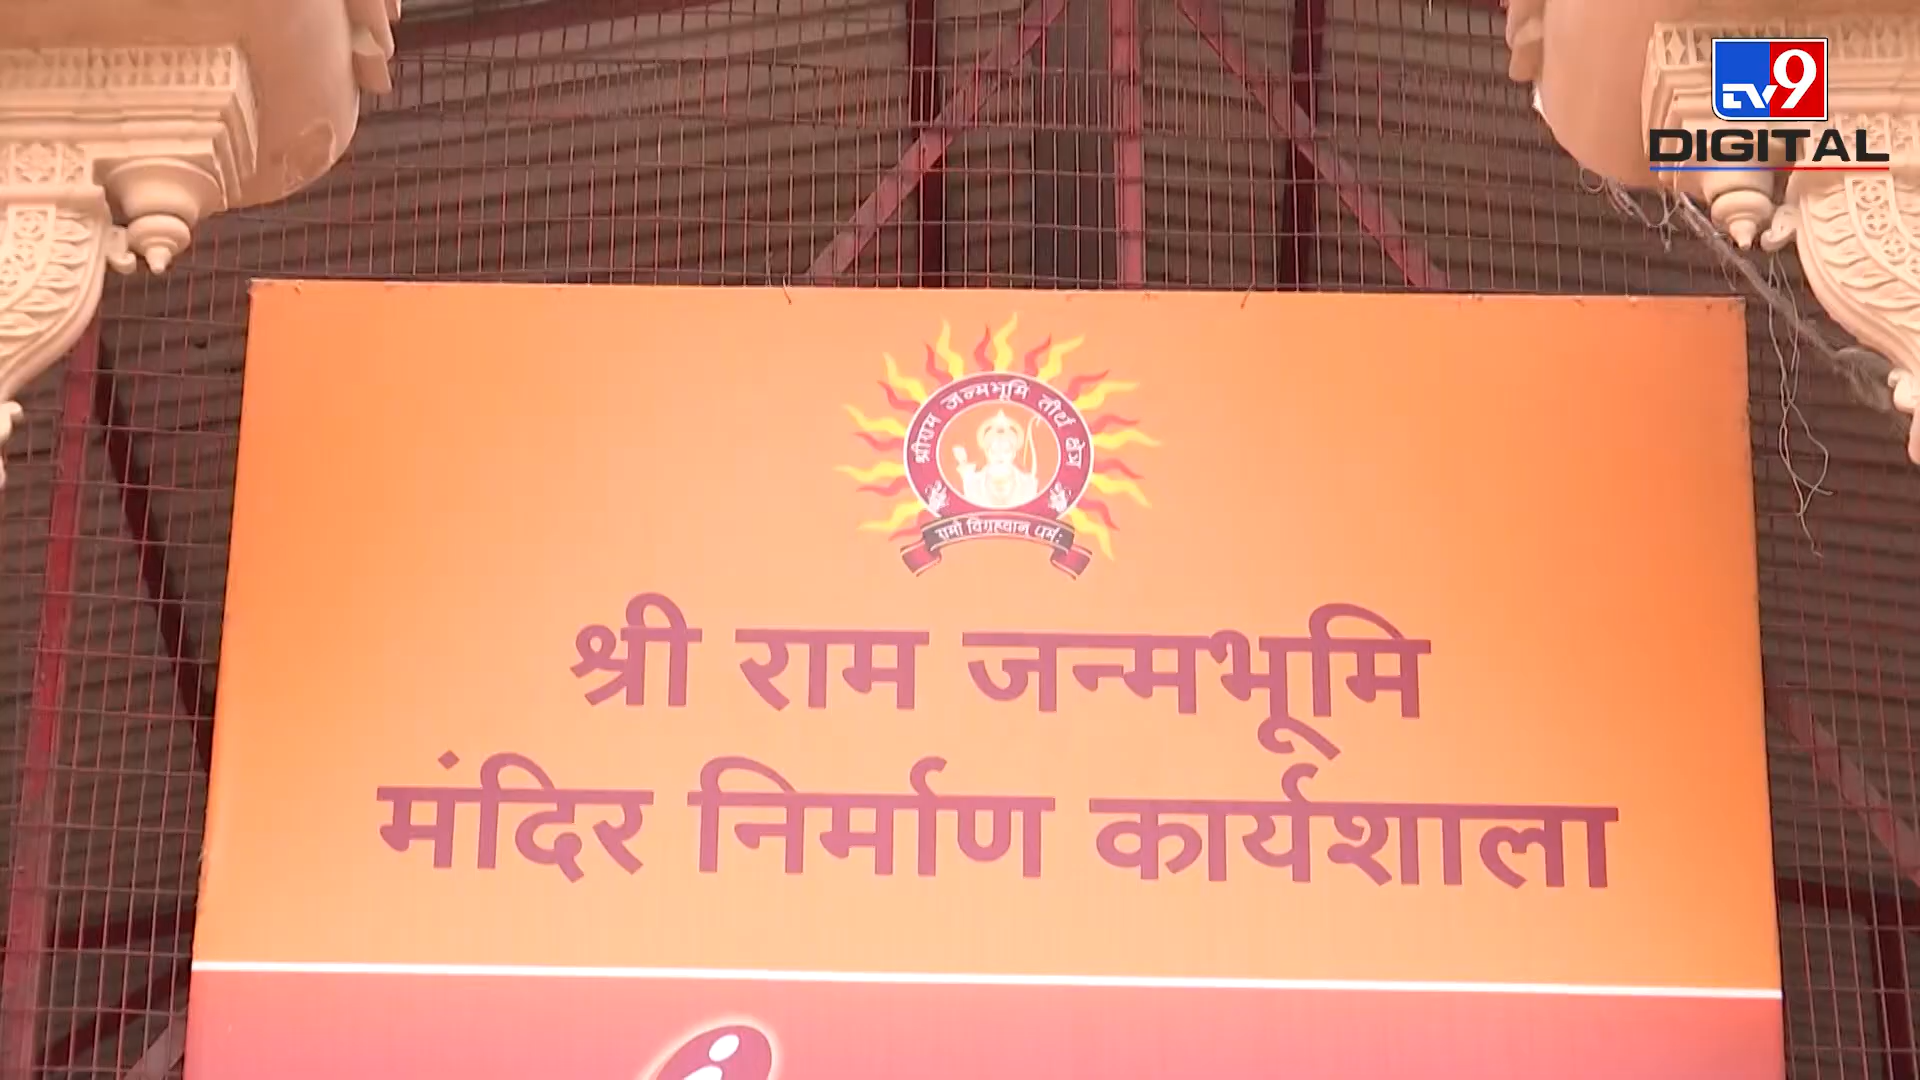 TV9
DIGITAL
श्रीराम जन्मभूमि तीर्थ क्षेत्र
रामो विग्रहवान् धर्मः
श्री राम जन्मभूमि
मंदिर निर्माण कार्यशाला